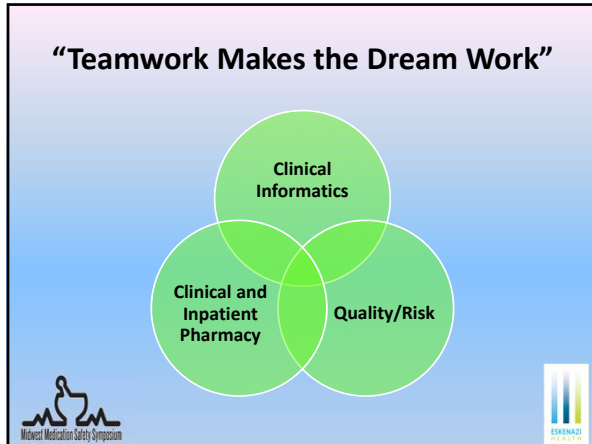 “Teamwork Makes the Dream Work”
Clinical
Informatics
Clinical and
Inpatient
Pharmacy
Quality/Risk
Midwest Medication Safety Symposium
ESKENAZI
HEALTH